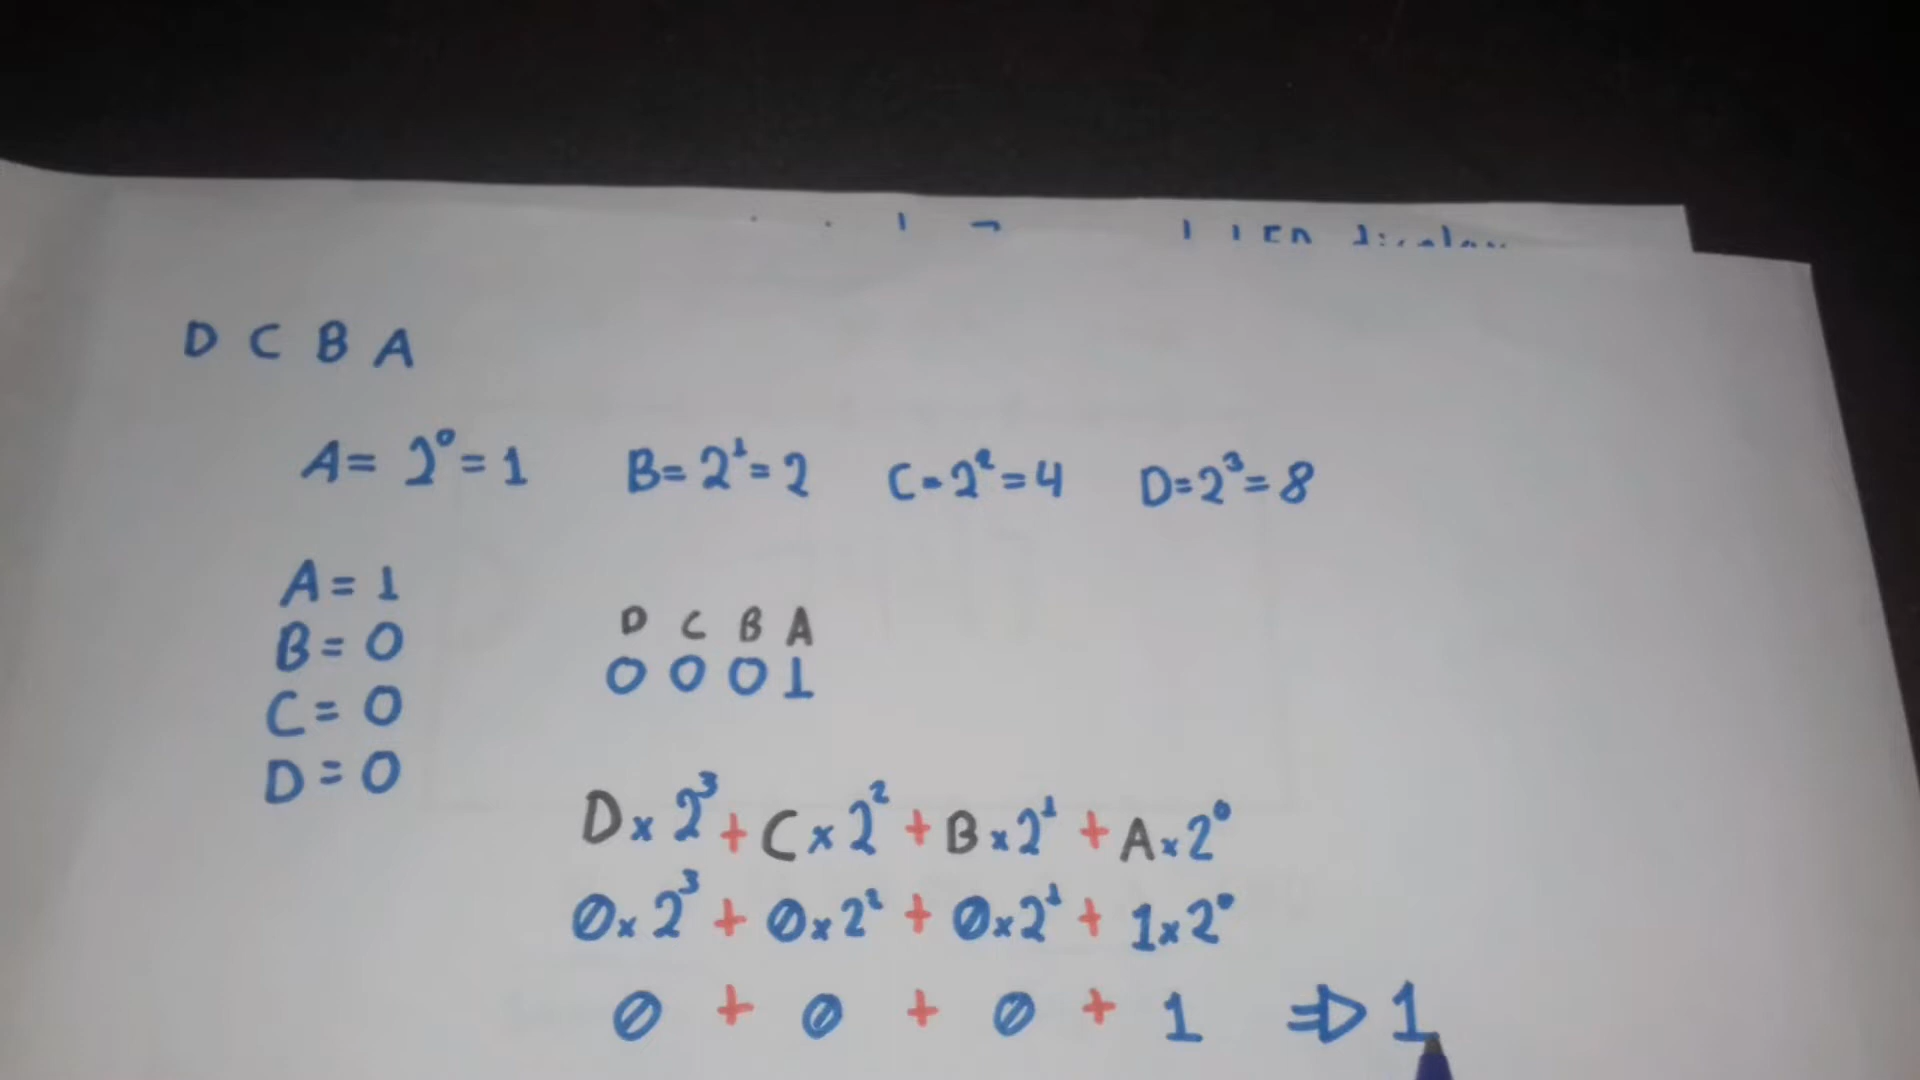 D C B A
A= 2⁰=1 B=2¹=2 C=2²=4 D=2³=8
A=1
B=0
C=0
D=0
D C B A
0 0 0 1
D×2³+C×2²+B×2¹+A×2⁰
0×2³+0×2²+0×2¹+1×2⁰
0+0+0+1⇒1